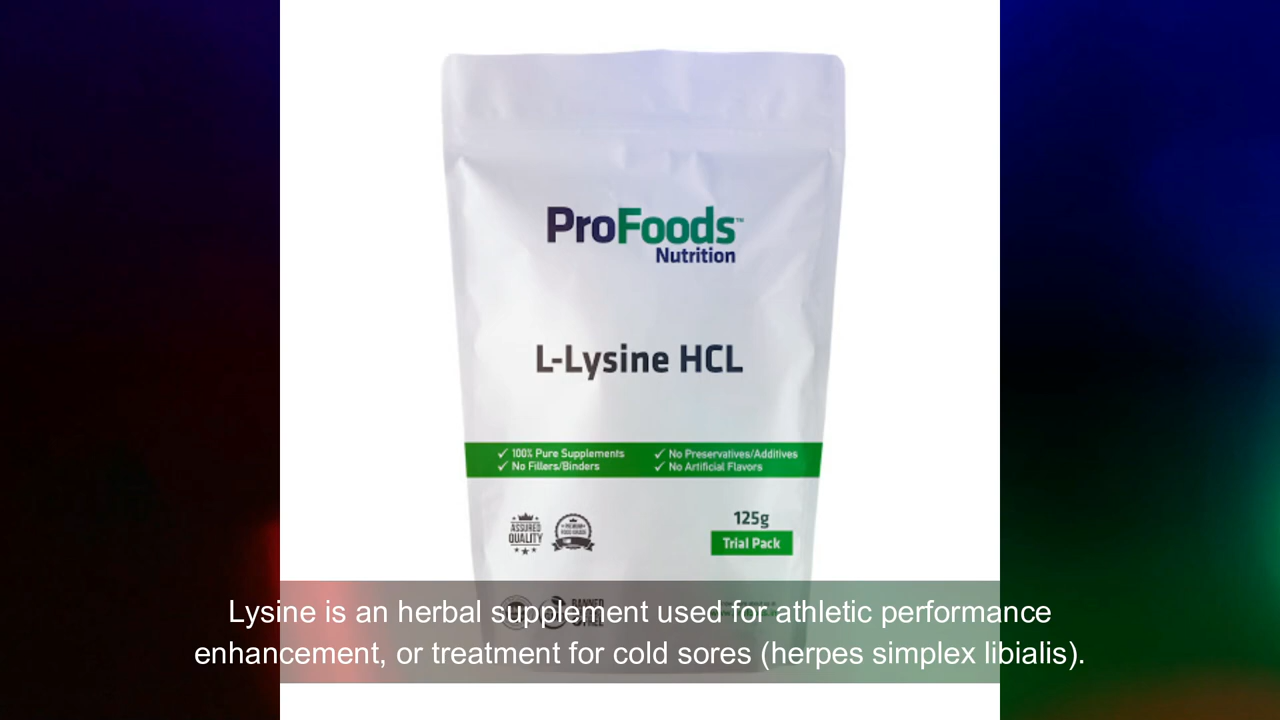 ProFoods™
Nutrition
L-Lysine HCL
✓ 100% Pure Supplements ✓ No Preservatives/Additives
✓ No Fillers/Binders ✓ No Artificial Flavors
ASSURED
QUALITY
125g
Trial Pack
Lysine is an herbal supplement used for athletic performance
enhancement, or treatment for cold sores (herpes simplex libialis).